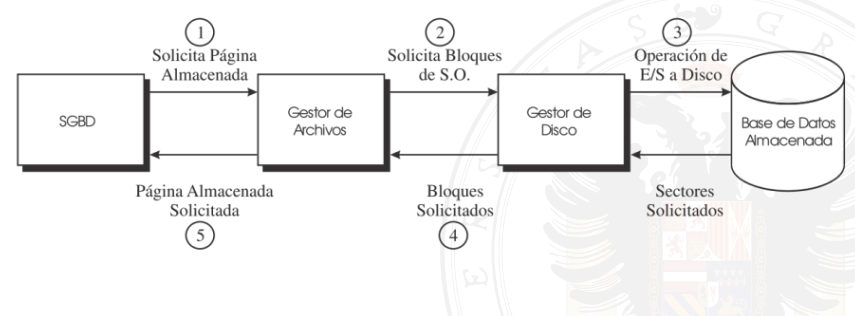 1
Solicita Página
Almacenada
2
Solicita Bloques
de S.O.
3
Operación de
E/S a Disco
SGBD
Gestor de
Archivos
Gestor de
Disco
Base de Datos
Almacenada
Página Almacenada
Solicitada
5
Bloques
Solicitados
4
Sectores
Solicitados